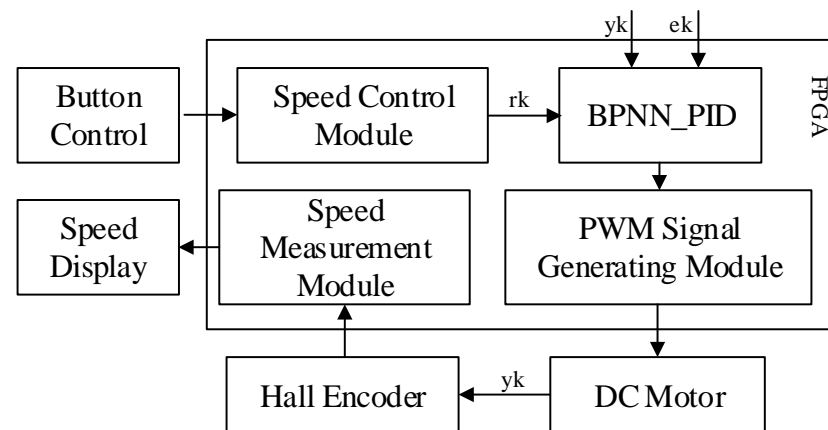 yk
ek
FPGA
Button
Control
Speed Control
Module
rk
BPNN_PID
Speed
Display
Speed
Measurement
Module
PWM Signal
Generating Module
Hall Encoder
yk
DC Motor